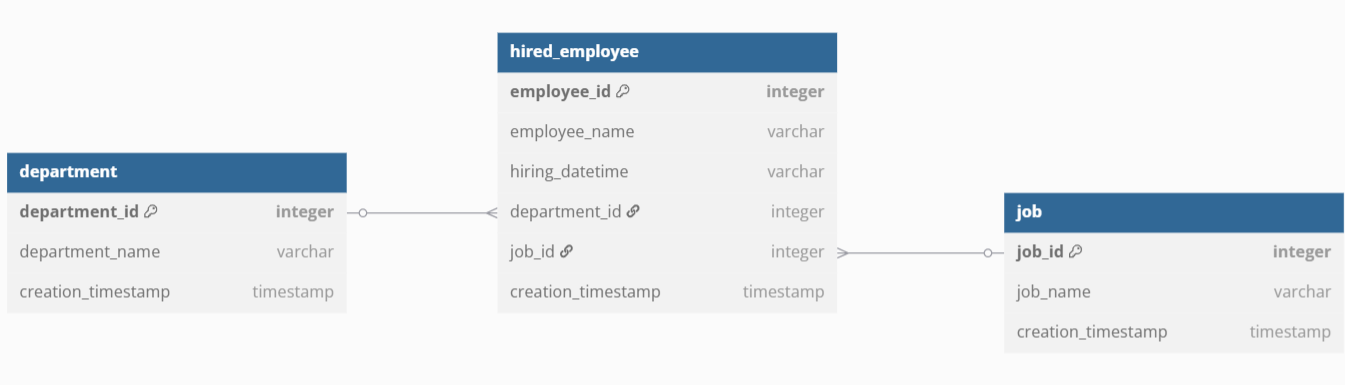 department
department_id integer
department_name varchar
creation_timestamp timestamp
hired_employee
employee_id integer
employee_name varchar
hiring_datetime varchar
department_id integer
job_id integer
creation_timestamp timestamp
job
job_id integer
job_name varchar
creation_timestamp timestamp